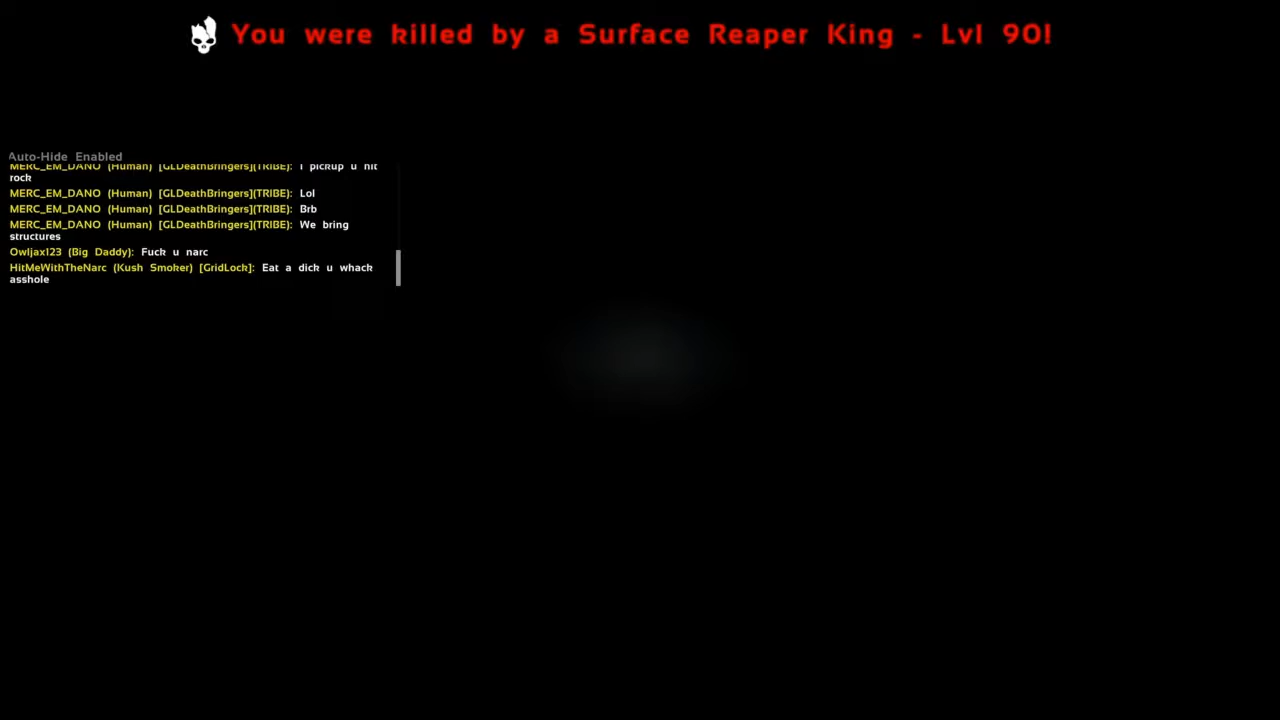 You were killed by a Surface Reaper King - Lvl 90!
Auto-Hide Enabled
MERC_EM_DANO (Human) [GLDeathBringers](TRIBE): I pickup u hit
rock
MERC_EM_DANO (Human) [GLDeathBringers](TRIBE): Lol
MERC_EM_DANO (Human) [GLDeathBringers](TRIBE): Brb
MERC_EM_DANO (Human) [GLDeathBringers](TRIBE): We bring
structures
Owljax123 (Big Daddy): Fuck u narc
HitMeWithTheNarc (Kush Smoker) [GridLock]: Eat a dick u whack
asshole